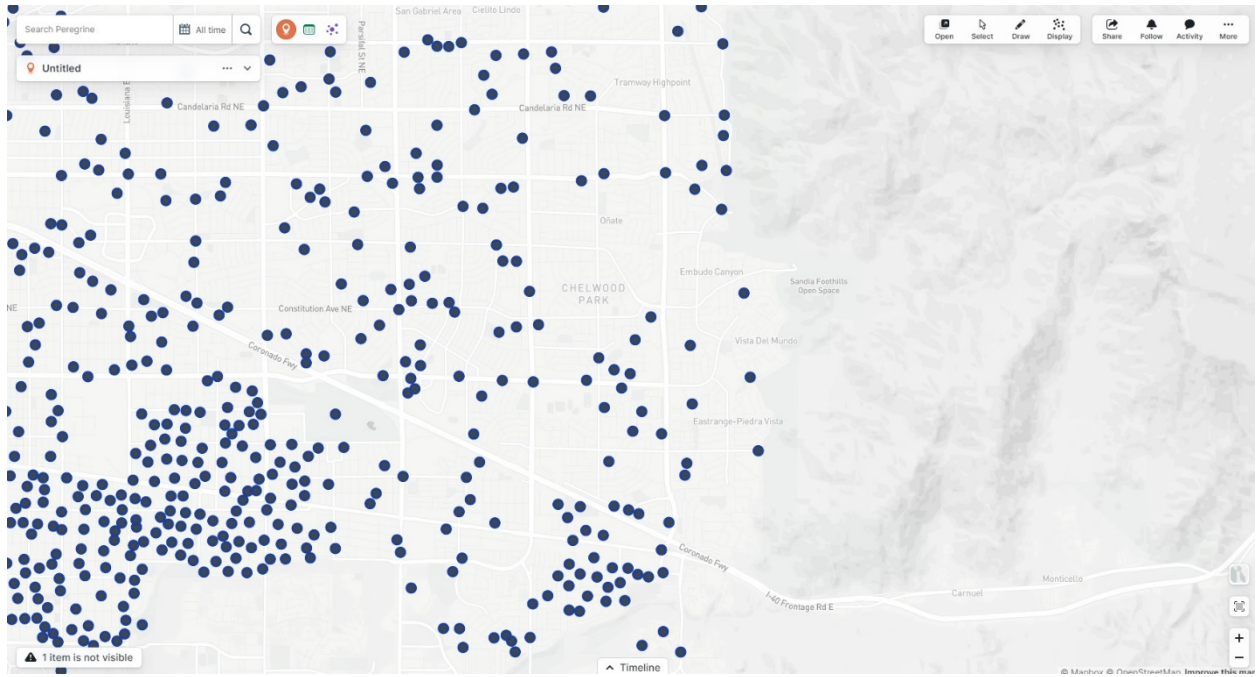 San Gabriel Area
Cielito Lindo
Search Peregrine
All time
Open
Select
Draw
Display
Share
Follow
Activity
More
Untitled
Tramway Highpoint
Candelaria Rd NE
Candelaria Rd NE
Oñate
Embudo Canyon
Sandia Foothills
Open Space
CHELWOOD
PARK
NE
Constitution Ave NE
Vista Del Mundo
Coronado Fwy
Eastrange-Piedra Vista
Coronado Fwy
Monticello
Carnuel
I-40 Frontage Rd E
1 item is not visible
Timeline
© Mapbox © OpenStreetMap Improve this map